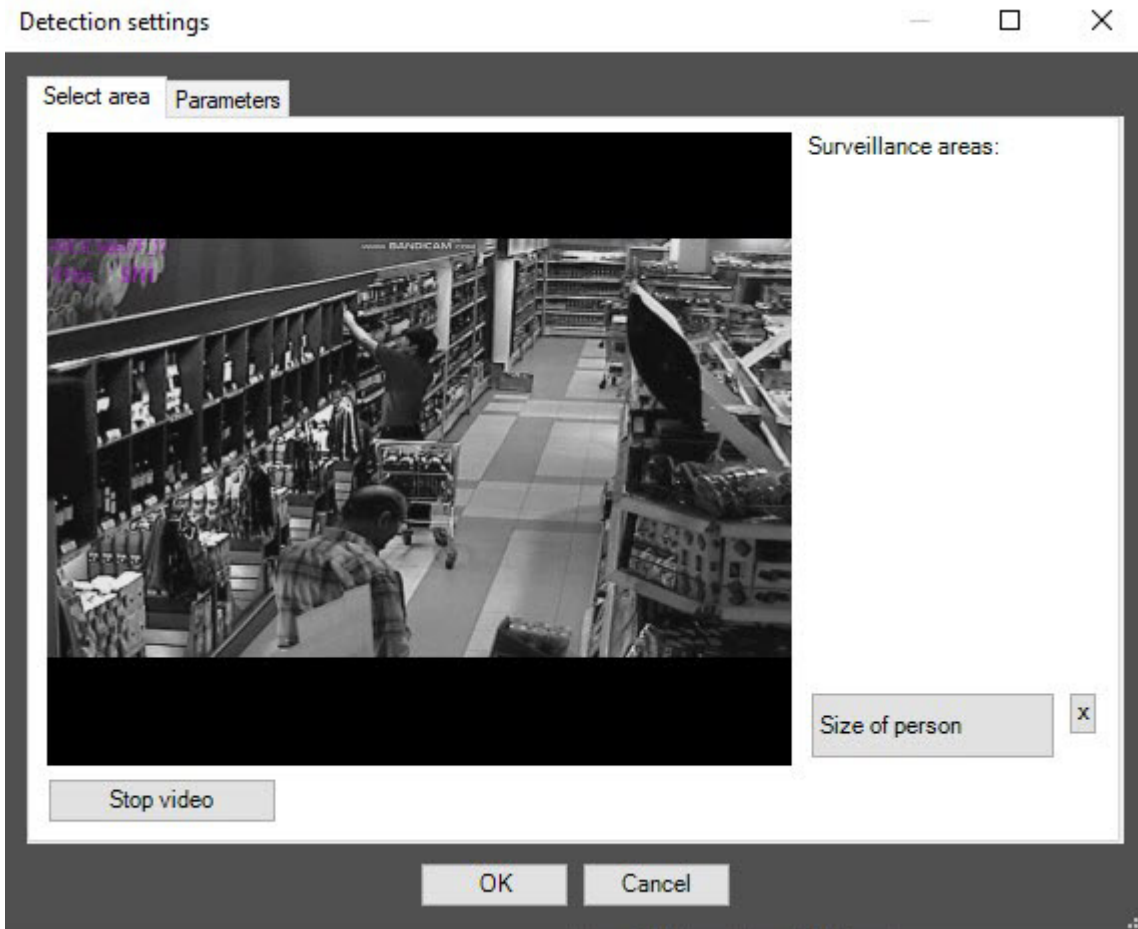 Detection settings
Select area
Parameters
Surveillance areas:
www. BANDICAM .com
Size of person
x
Stop video
OK
Cancel